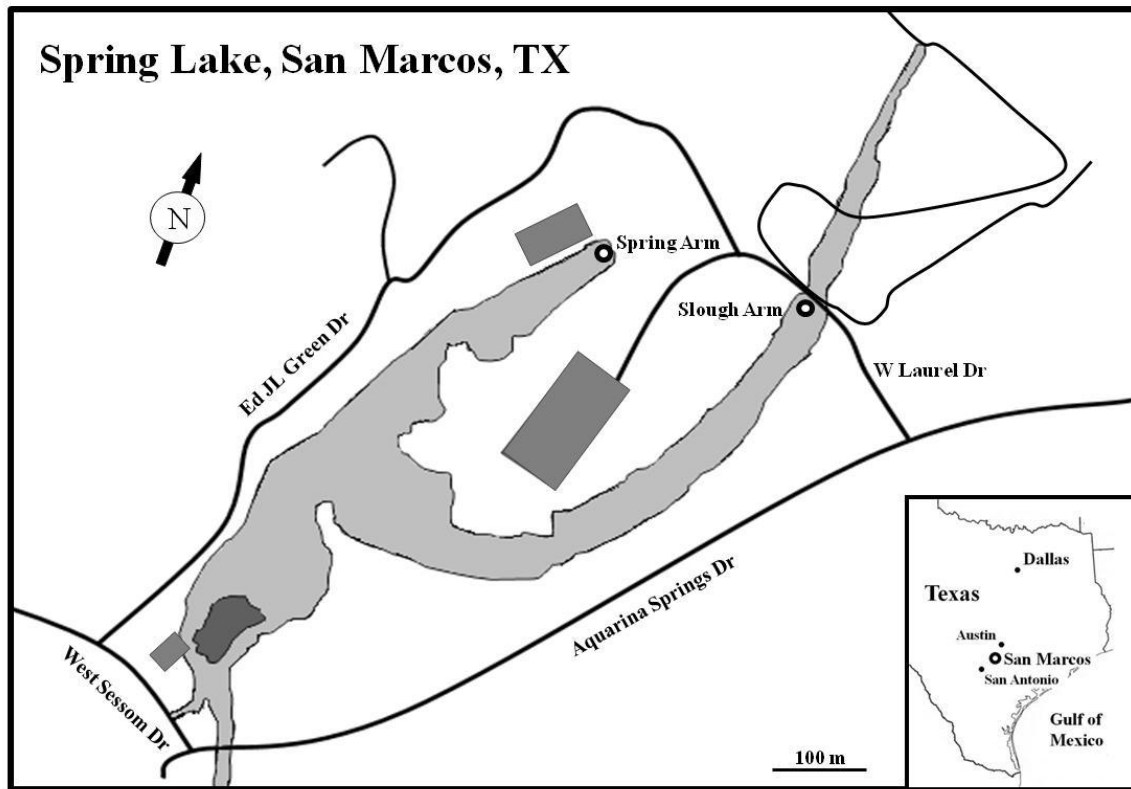 Spring Lake, San Marcos, TX
N
Spring Arm
Slough Arm
Ed JL Green Dr
W Laurel Dr
Aquarina Springs Dr
West Sessom Dr
100 m
Dallas
Texas
Austin
San Marcos
San Antonio
Gulf of
Mexico